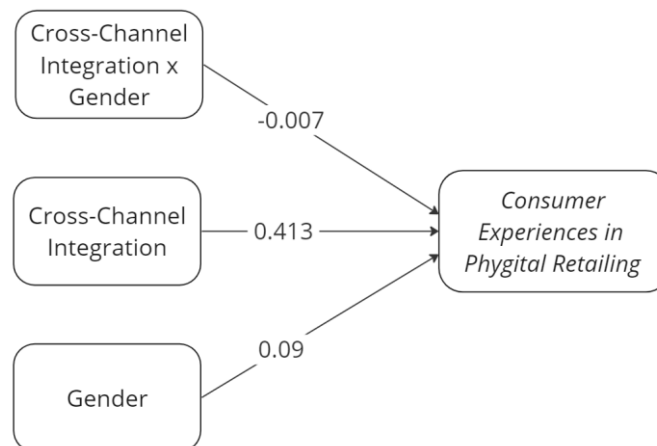 Cross-Channel
Integration x
Gender
-0.007
Cross-Channel
Integration
0.413
Consumer
Experiences in
Phygital Retailing
0.09
Gender